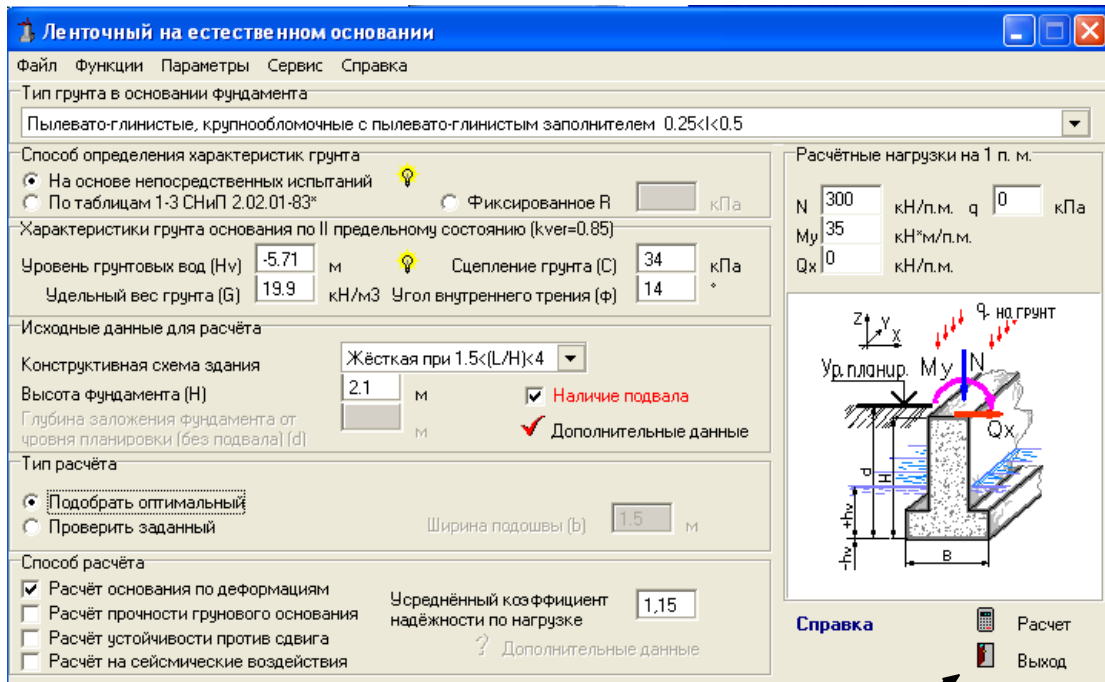 Ленточный на естественном основании
Файл Функции Параметры Сервис Справка
Тип грунта в основании фундамента
Пылевато-глинистые, крупнообломочные с пылевато-глинистым заполнителем 0.25<l<0.5
Способ определения характеристик грунта
На основе непосредственных испытаний
По таблицам 1-3 СНиП 2.02.01-83* Фиксированное R кПа
Характеристики грунта основания по II предельному состоянию (kver=0.85)
Уровень грунтовых вод (Hv) -5.71 м Сцепление грунта (C) 34 кПа
Удельный вес грунта (G) 19.9 кН/м3 Угол внутреннего трения (φ) 14 °
Исходные данные для расчёта
Конструктивная схема здания Жёсткая при 1.5<(L/H)<4
Высота фундамента (H) 2.1 м Наличие подвала
Глубина заложения фундамента от
уровня планировки (без подвала) (d) м Дополнительные данные
Тип расчёта
Подобрать оптимальный
Проверить заданный Ширина подошвы (b) 1.5 м
Способ расчёта
Расчёт основания по деформациям
Расчёт прочности грунового основания
Расчёт устойчивости против сдвига
Расчёт на сейсмические воздействия
Усреднённый коэффициент
надёжности по нагрузке 1,15
? Дополнительные данные
Расчётные нагрузки на 1 п. м.
N 300 кН/п.м. q 0 кПа
My 35 кН*м/п.м.
Qx 0 кН/п.м.
Z Y X
q на грунт
Ур.планир. My N
Qx
d H
+hv
-hv
B
Справка Расчет
Выход